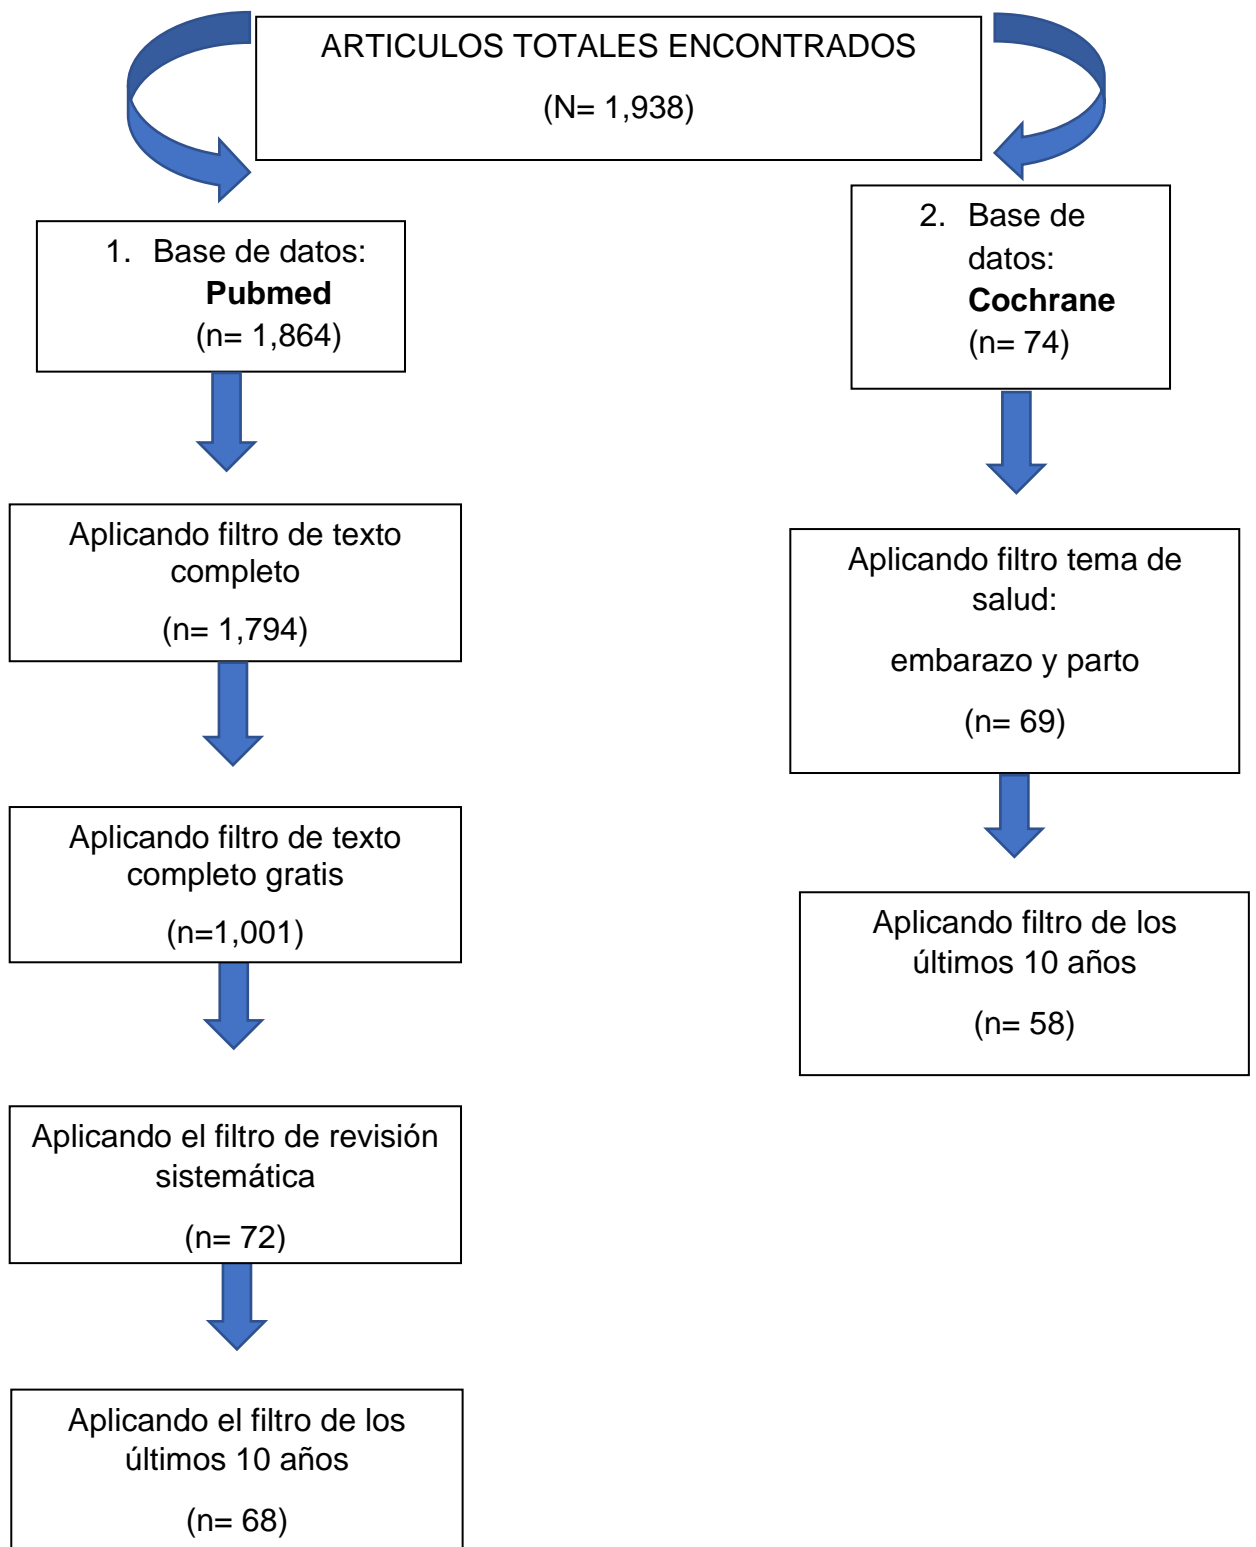 ARTICULOS TOTALES ENCONTRADOS
(N= 1,938)
1. Base de datos:
Pubmed
(n= 1,864)
2. Base de
datos:
Cochrane
(n= 74)
Aplicando filtro de texto
completo
(n= 1,794)
Aplicando filtro tema de
salud:
embarazo y parto
(n= 69)
Aplicando filtro de texto
completo gratis
(n=1,001)
Aplicando filtro de los
últimos 10 años
(n= 58)
Aplicando el filtro de revisión
sistemática
(n= 72)
Aplicando el filtro de los
últimos 10 años
(n= 68)